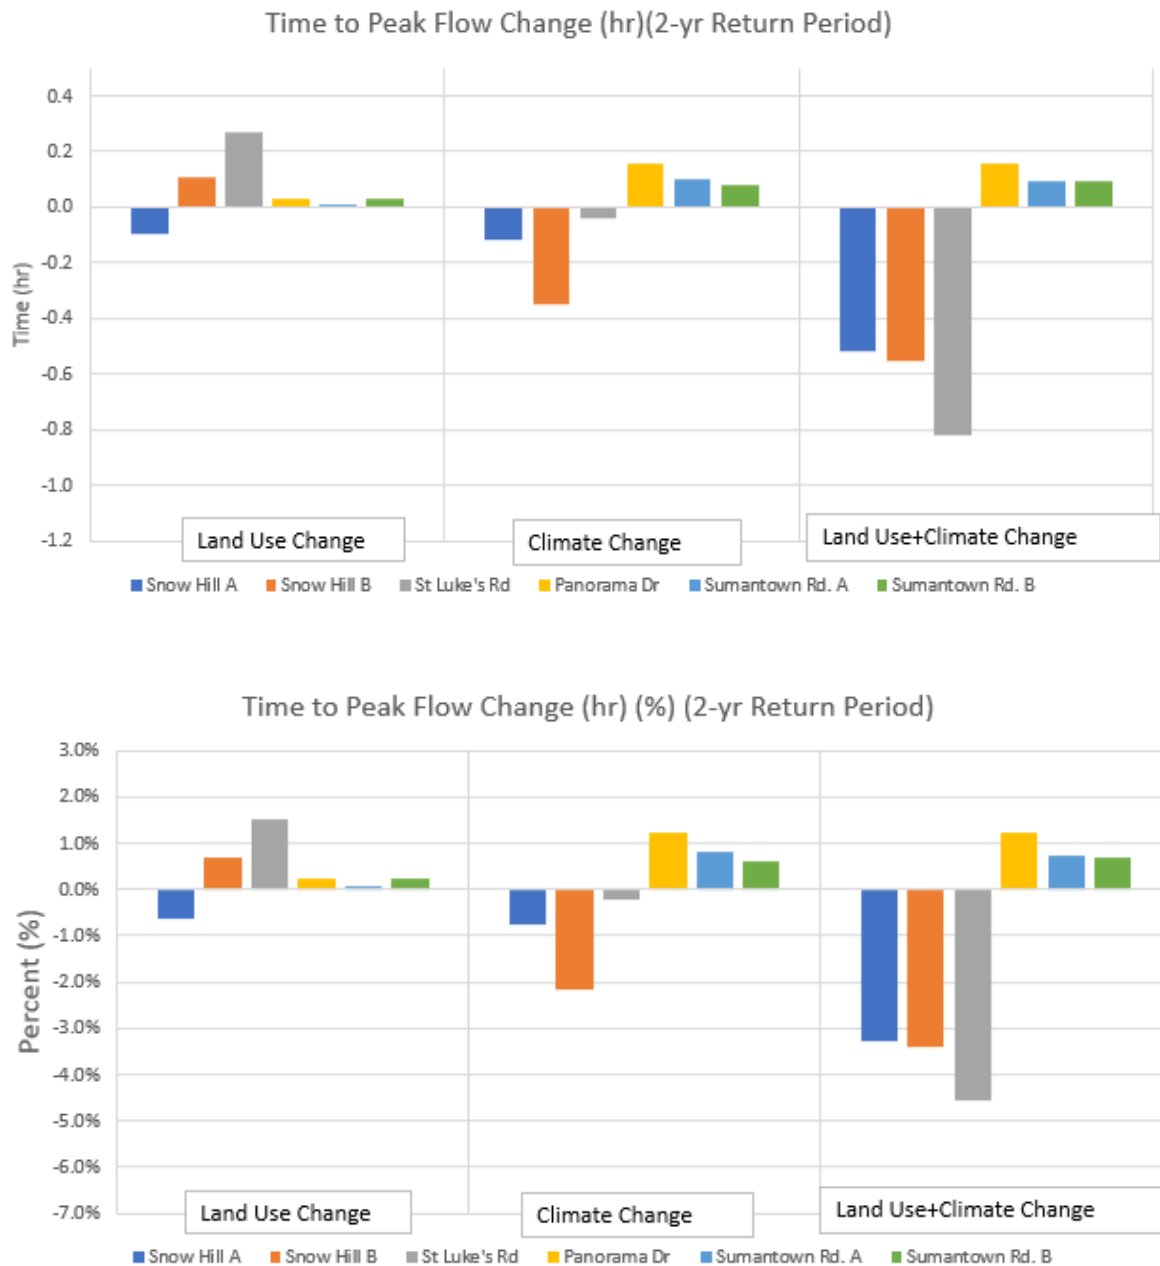 Time to Peak Flow Change (hr)(2-yr Return Period)
0.4
0.2
0.0
-0.2
-0.4
-0.6
-0.8
-1.0
-1.2
Time (hr)
Land Use Change
Climate Change
Land Use+Climate Change
Snow Hill A
Snow Hill B
St Luke's Rd
Panorama Dr
Sumantown Rd. A
Sumantown Rd. B
Time to Peak Flow Change (hr) (%) (2-yr Return Period)
3.0%
2.0%
1.0%
0.0%
-1.0%
-2.0%
-3.0%
-4.0%
-5.0%
-6.0%
-7.0%
Percent (%)
Land Use Change
Climate Change
Land Use+Climate Change
Snow Hill A
Snow Hill B
St Luke's Rd
Panorama Dr
Sumantown Rd. A
Sumantown Rd. B